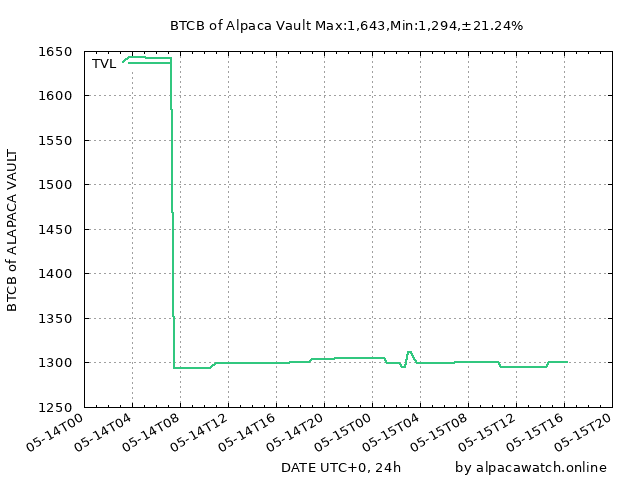 BTCB of Alpaca Vault Max:1,643,Min:1,294,±21.24%
TVL
1650
1600
1550
1500
1450
1400
1350
1300
1250
BTCB of ALAPACA VAULT
05-14T00
05-14T04
05-14T08
05-14T12
05-14T16
05-14T20
05-15T00
05-15T04
05-15T08
05-15T12
05-15T16
05-15T20
DATE UTC+0, 24h
by alpacawatch.online